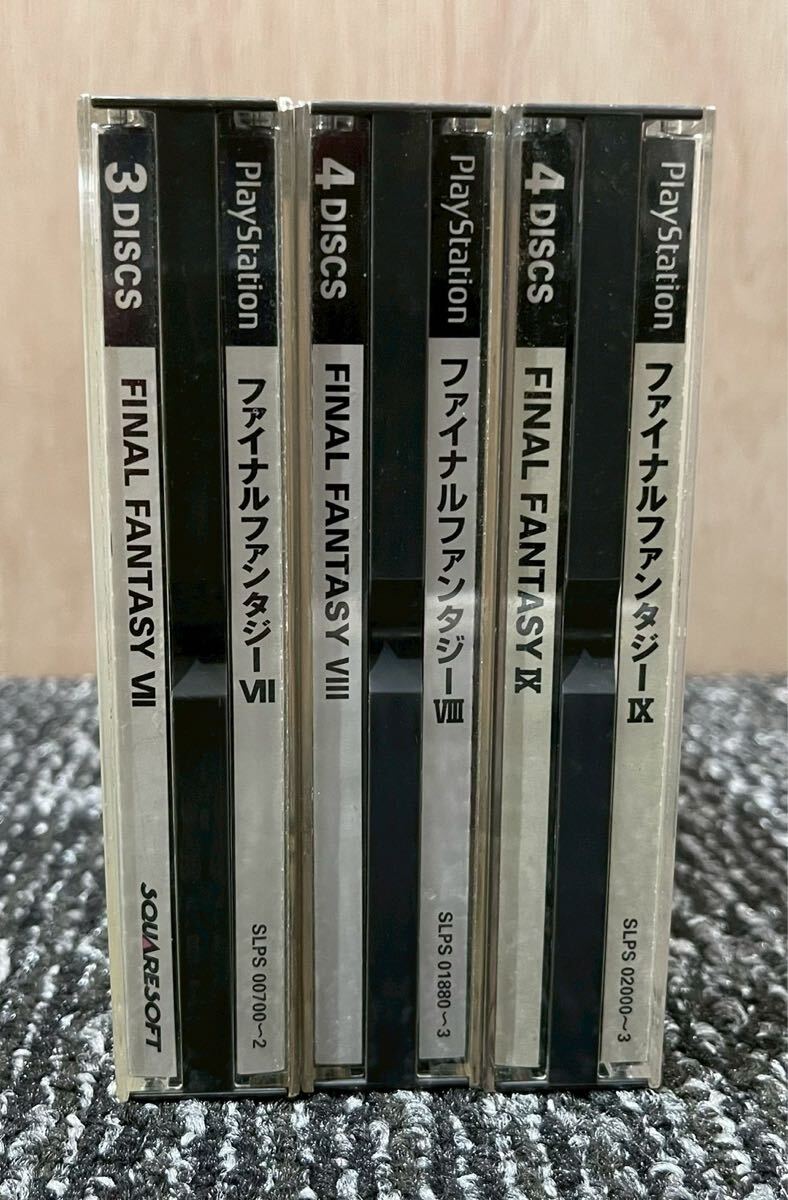 3 DISCS FINAL FANTASY VII SQUARESOFT
PlayStation ファイナルファンタジーVII SLPS 00700~2
4 DISCS FINAL FANTASY VIII
PlayStation ファイナルファンタジーVIII SLPS 01880~3
4 DISCS FINAL FANTASY IX
PlayStation ファイナルファンタジーIX SLPS 02000~3